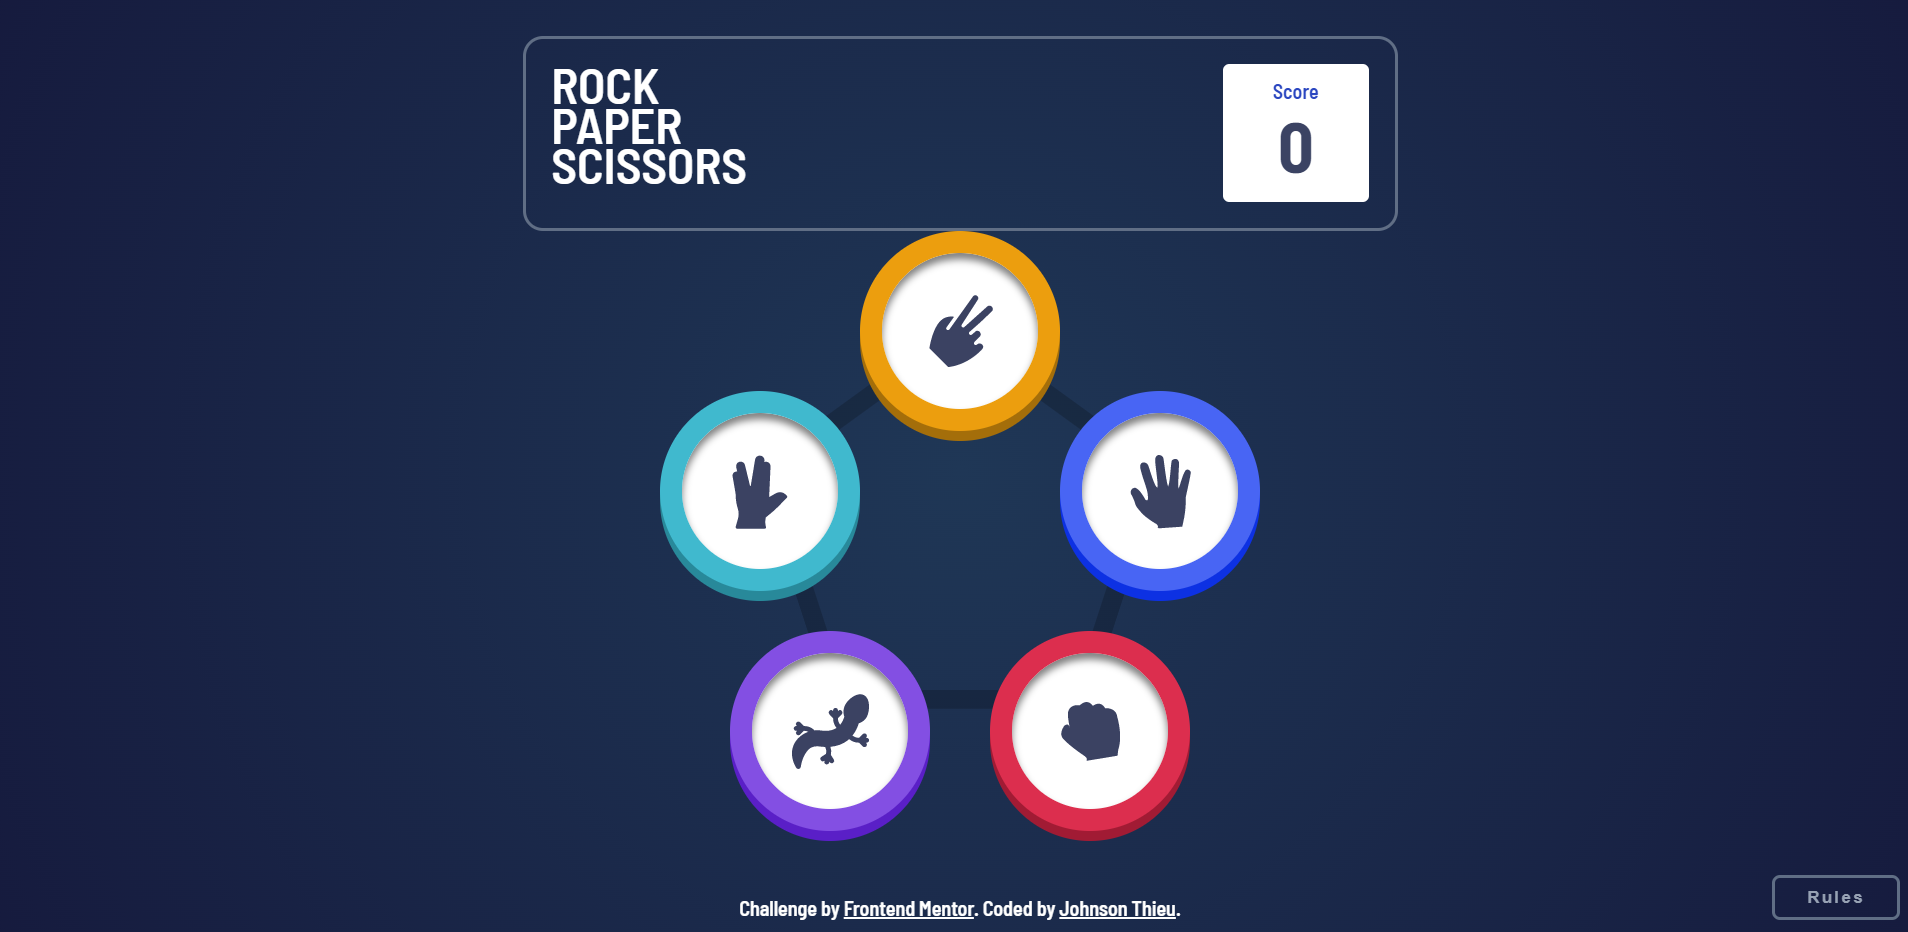 ROCK
PAPER
SCISSORS
Score
0
Challenge by Frontend Mentor. Coded by Johnson Thieu.
Rules